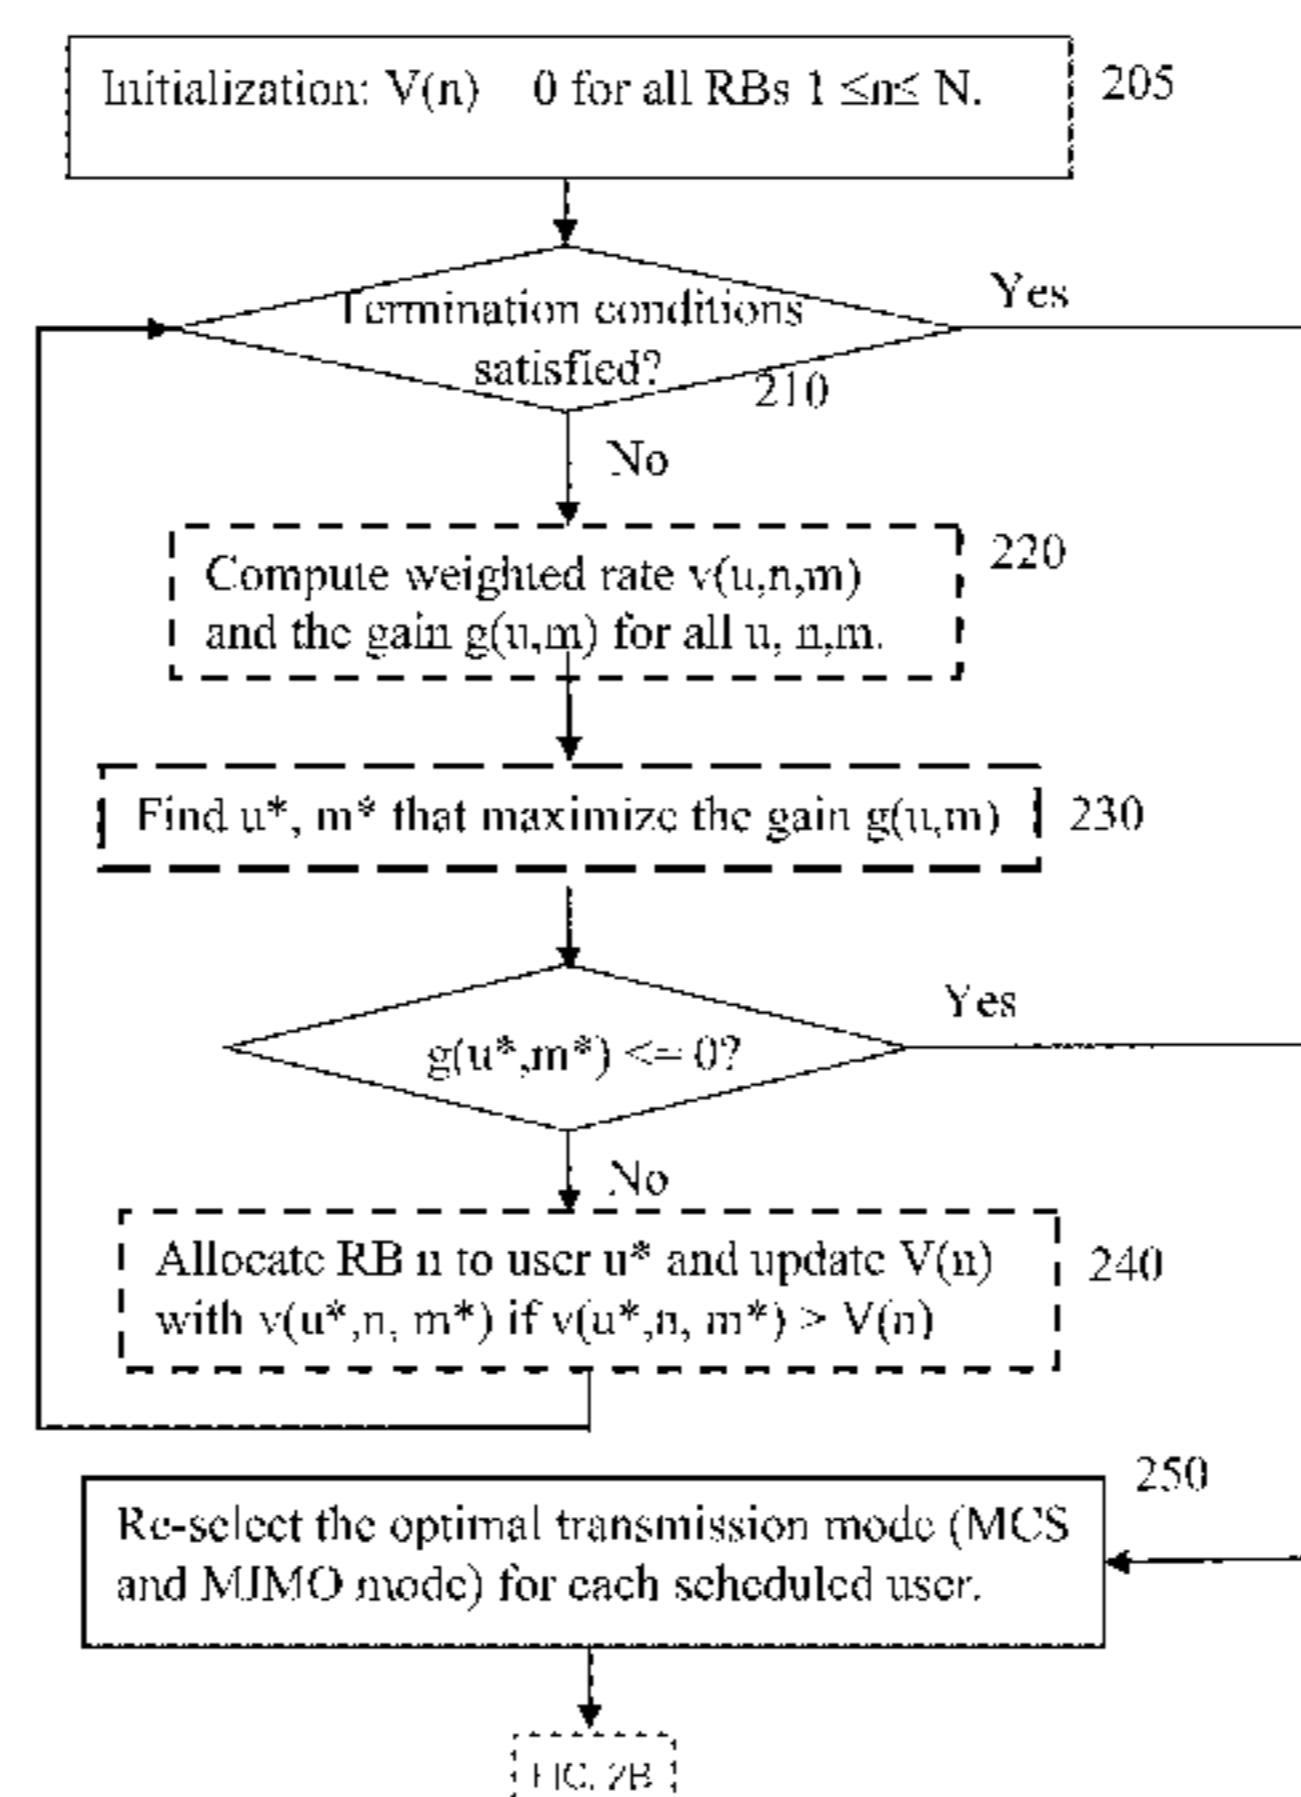 Initialization: V(n) 0 for all RBs 1 ≤n≤ N.
205
Termination conditions
satisfied?
210
Yes
No
Compute weighted rate v(u,n,m)
and the gain g(u,m) for all u, n,m.
220
Find u*, m* that maximize the gain g(u,m)
230
g(u*,m*) <= 0?
Yes
No
Allocate RB n to user u* and update V(n)
with v(u*,n, m*) if v(u*,n, m*) > V(n)
240
250
Re-select the optimal transmission mode (MCS
and MIMO mode) for each scheduled user.
FIG. 2B